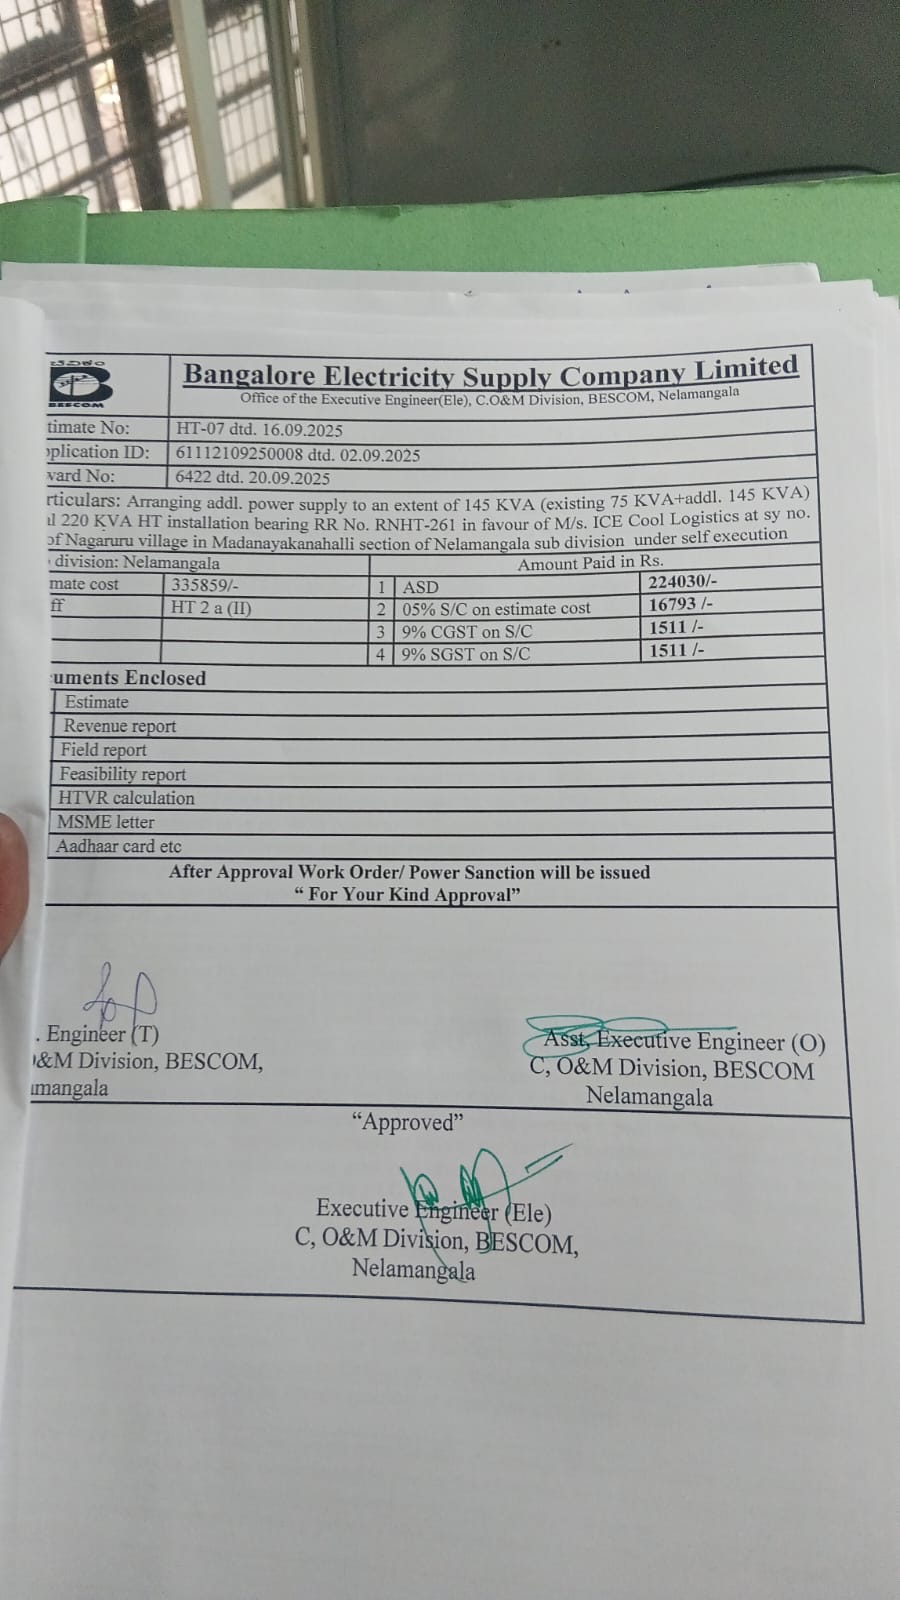 ಬೆವಿಕಂ
BESCOM
Bangalore Electricity Supply Company Limited
Office of the Executive Engineer(Ele), C.O&M Division, BESCOM, Nelamangala
timate No: HT-07 dtd. 16.09.2025
plication ID: 61112109250008 dtd. 02.09.2025
vard No: 6422 dtd. 20.09.2025
rticulars: Arranging addl. power supply to an extent of 145 KVA (existing 75 KVA+addl. 145 KVA)
al 220 KVA HT installation bearing RR No. RNHT-261 in favour of M/s. ICE Cool Logistics at sy no.
of Nagaruru village in Madanayakanahalli section of Nelamangala sub division under self execution
division: Nelamangala Amount Paid in Rs.
mate cost 335859/- 1 ASD 224030/-
ff HT 2 a (II) 2 05% S/C on estimate cost 16793 /-
3 9% CGST on S/C 1511 /-
4 9% SGST on S/C 1511 /-
uments Enclosed
Estimate
Revenue report
Field report
Feasibility report
HTVR calculation
MSME letter
Aadhaar card etc
After Approval Work Order/ Power Sanction will be issued
“ For Your Kind Approval”
. Engineer (T)
O&M Division, BESCOM,
amangala
Asst, Executive Engineer (O)
C, O&M Division, BESCOM
Nelamangala
“Approved”
Executive Engineer (Ele)
C, O&M Division, BESCOM,
Nelamangala